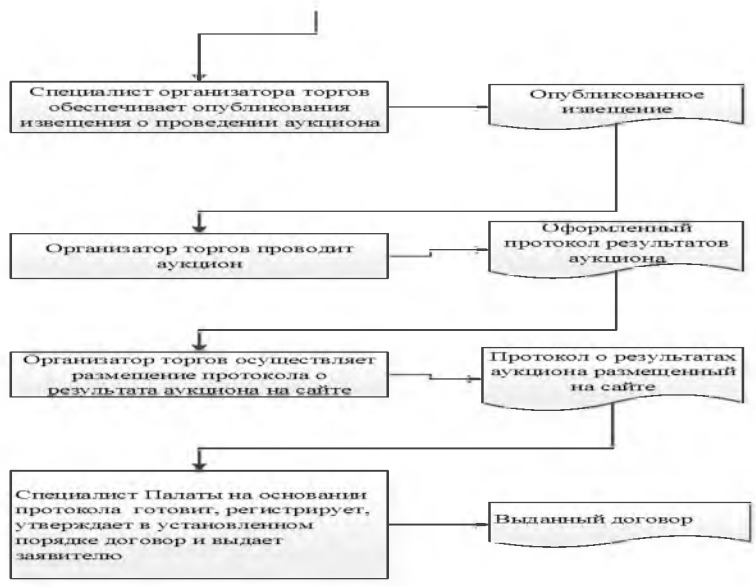 Специалист организатора торгов
обеспечивает опубликования
извещения о проведении аукциона
Опубликованное
извещение
Организатор торгов проводит
аукцион
Оформленный
протокол результатов
аукциона
Организатор торгов осуществляет
размещение протокола о
результата аукциона на сайте
Протокол о результатах
аукциона размещенный
на сайте
Специалист Палаты на основании
протокола готовит, регистрирует,
утверждает в установленном
порядке договор и выдает
заявителю
Выданный договор